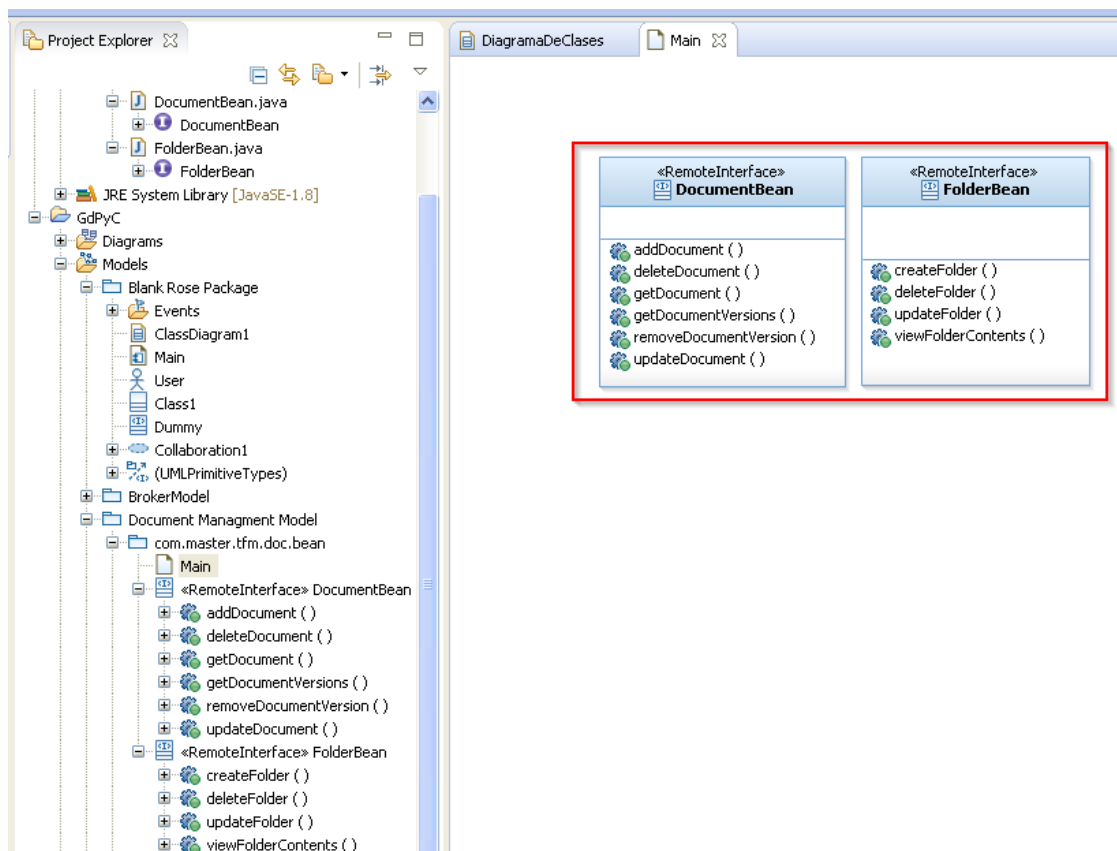 Project Explorer
DocumentBean.java
DocumentBean
FolderBean.java
FolderBean
JRE System Library [JavaSE-1.8]
GdPyC
Diagrams
Models
Blank Rose Package
Events
ClassDiagram1
Main
User
Class1
Dummy
Collaboration1
(UMLPrimitiveTypes)
BrokerModel
Document Managment Model
com.master.tfm.doc.bean
Main
«RemoteInterface» DocumentBean
addDocument ( )
deleteDocument ( )
getDocument ( )
getDocumentVersions ( )
removeDocumentVersion ( )
updateDocument ( )
«RemoteInterface» FolderBean
createFolder ( )
deleteFolder ( )
updateFolder ( )
viewFolderContents ( )
DiagramaDeClases
Main
«RemoteInterface»
DocumentBean
addDocument ( )
deleteDocument ( )
getDocument ( )
getDocumentVersions ( )
removeDocumentVersion ( )
updateDocument ( )
«RemoteInterface»
FolderBean
createFolder ( )
deleteFolder ( )
updateFolder ( )
viewFolderContents ( )